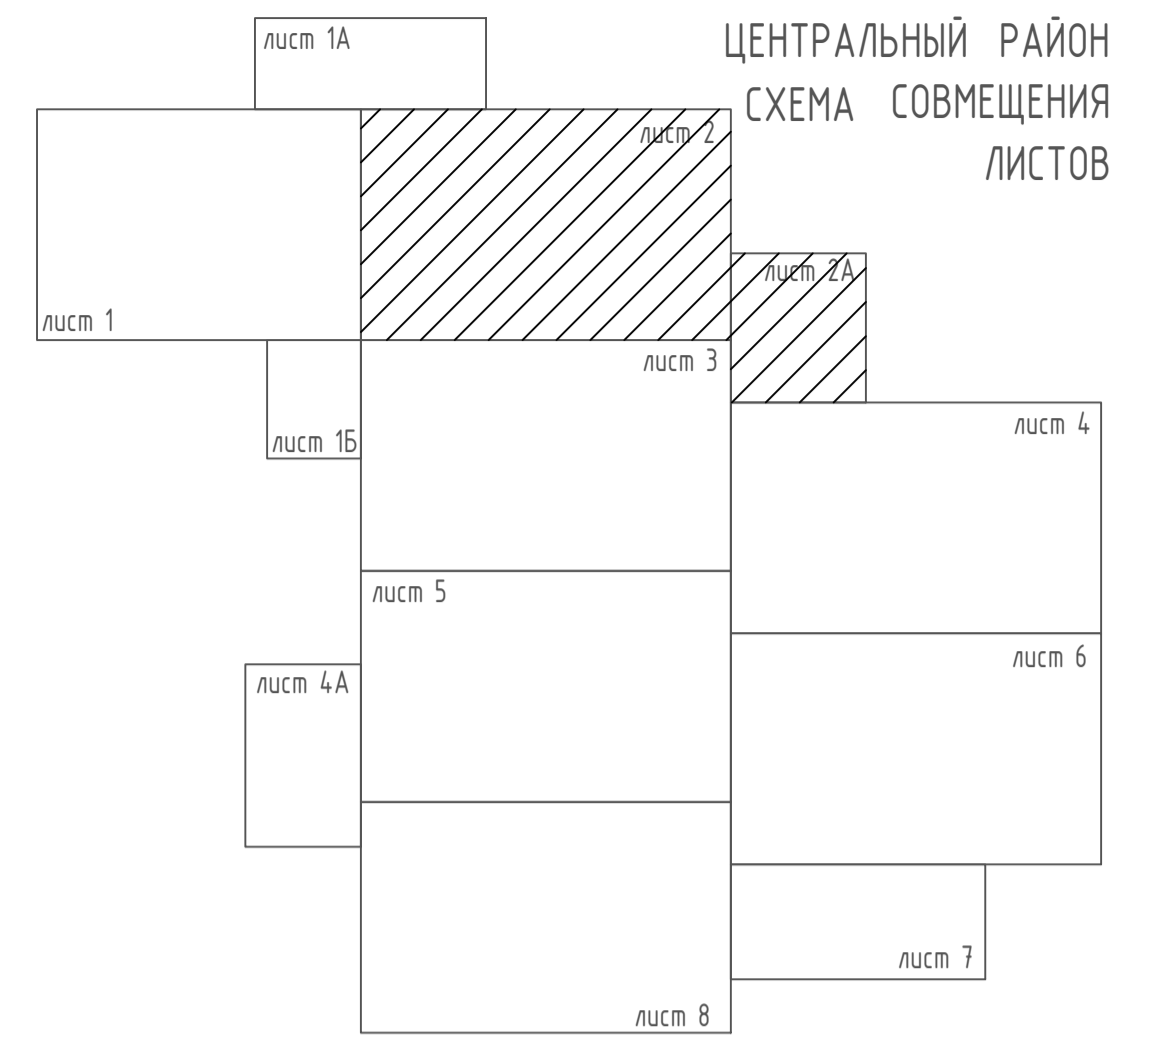 лист 1А
ЦЕНТРАЛЬНЫЙ РАЙОН
СХЕМА СОВМЕЩЕНИЯ
ЛИСТОВ
лист 2
лист 2А
лист 1
лист 3
лист 4
лист 1Б
лист 5
лист 6
лист 4А
лист 7
лист 8